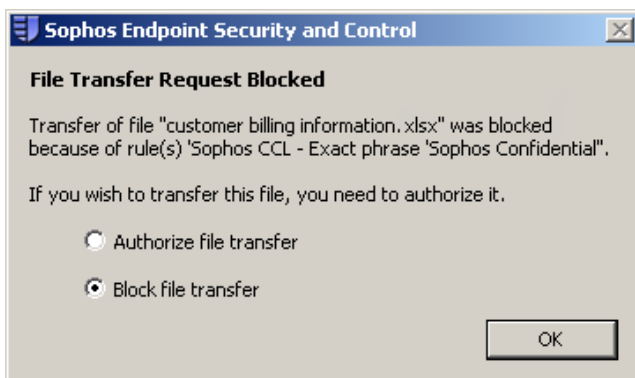 Sophos Endpoint Security and Control
File Transfer Request Blocked
Transfer of file "customer billing information.xlsx" was blocked
because of rule(s) 'Sophos CCL - Exact phrase 'Sophos Confidential''.
If you wish to transfer this file, you need to authorize it.
Authorize file transfer
Block file transfer
OK